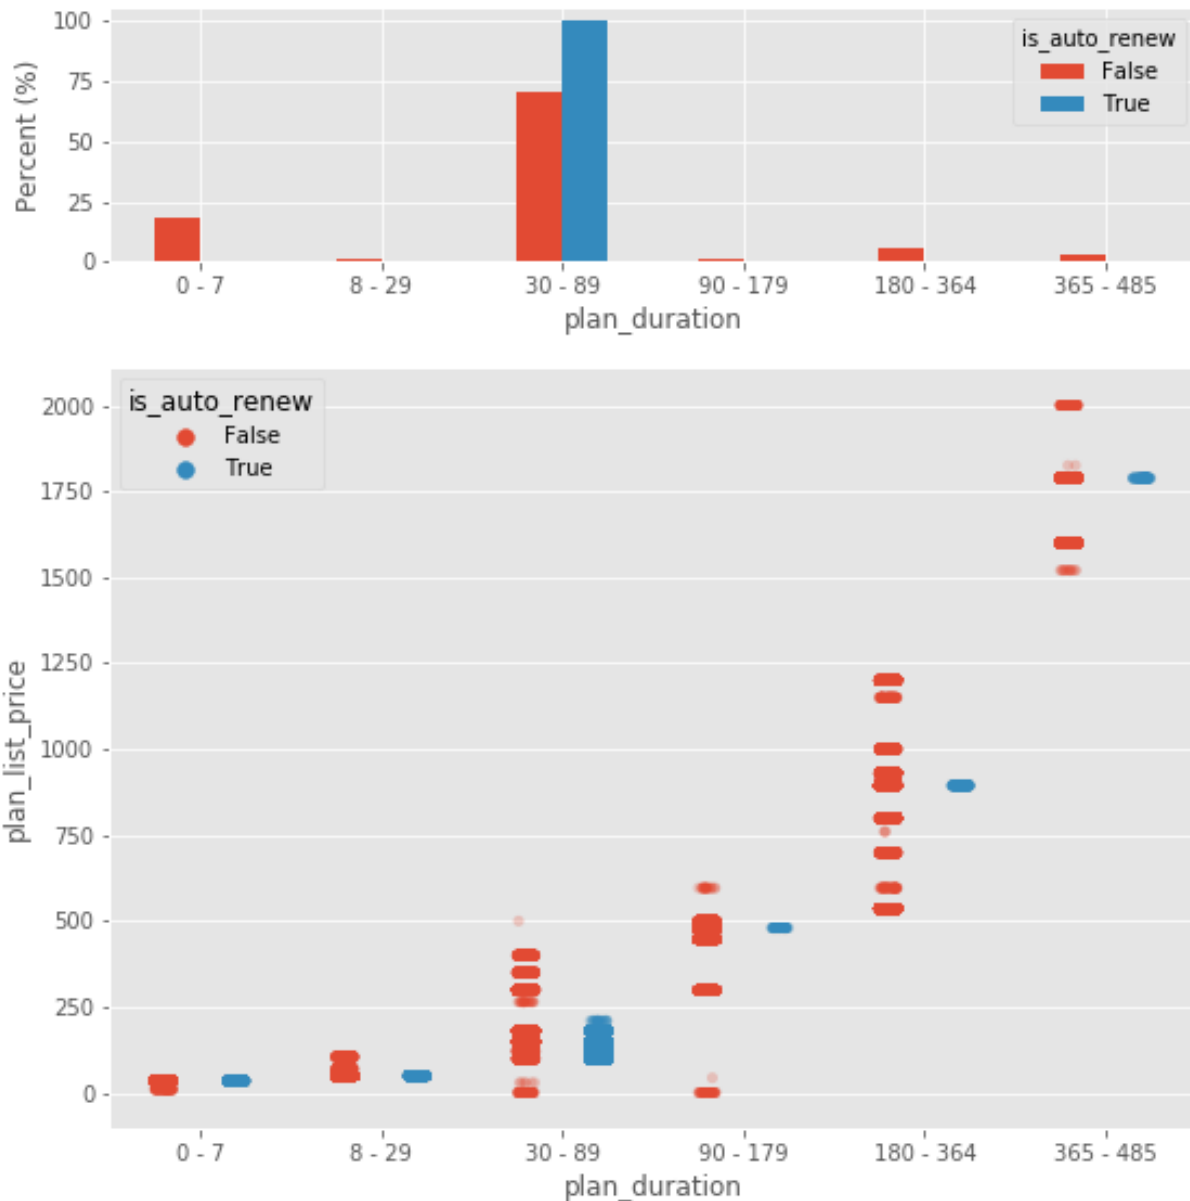 100
75
50
25
0
Percent (%)
is_auto_renew
False
True
0 - 7
8 - 29
30 - 89
90 - 179
180 - 364
365 - 485
plan_duration
2000
1750
1500
1250
1000
750
500
250
0
plan_list_price
is_auto_renew
False
True
0 - 7
8 - 29
30 - 89
90 - 179
180 - 364
365 - 485
plan_duration